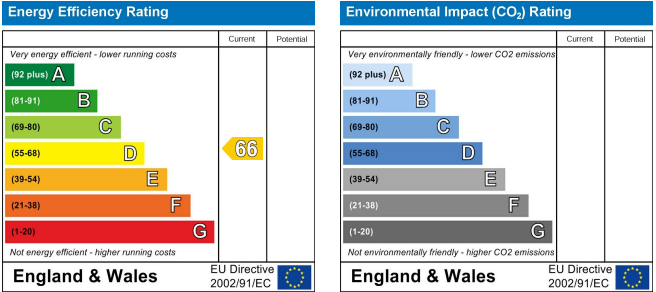 Energy Efficiency Rating
Current Potential
Very energy efficient - lower running costs
(92 plus) A
(81-91) B
(69-80) C
(55-68) D 66
(39-54) E
(21-38) F
(1-20) G
Not energy efficient - higher running costs
England & Wales
EU Directive
2002/91/EC
Environmental Impact (CO₂) Rating
Current Potential
Very environmentally friendly - lower CO2 emissions
(92 plus) A
(81-91) B
(69-80) C
(55-68) D
(39-54) E
(21-38) F
(1-20) G
Not environmentally friendly - higher CO2 emissions
England & Wales
EU Directive
2002/91/EC